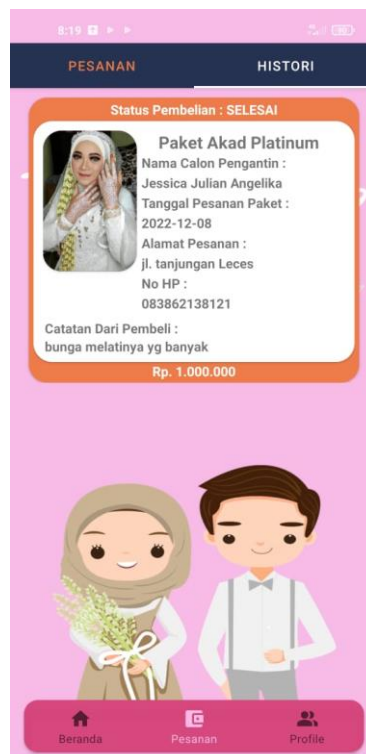 8:19
PESANAN
HISTORI
Status Pembelian : SELESAI
Paket Akad Platinum
Nama Calon Pengantin :
Jessica Julian Angelika
Tanggal Pesanan Paket :
2022-12-08
Alamat Pesanan :
jl. tanjungan Leces
No HP :
083862138121
Catatan Dari Pembeli :
bunga melatinya yg banyak
Rp. 1.000.000
Beranda
Pesanan
Profile